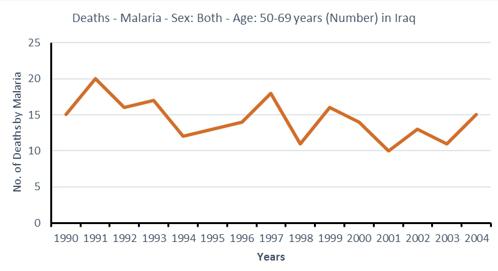 Deaths - Malaria - Sex: Both - Age: 50-69 years (Number) in Iraq
No. of Deaths by Malaria
25
20
15
10
5
0
1990 1991 1992 1993 1994 1995 1996 1997 1998 1999 2000 2001 2002 2003 2004
Years